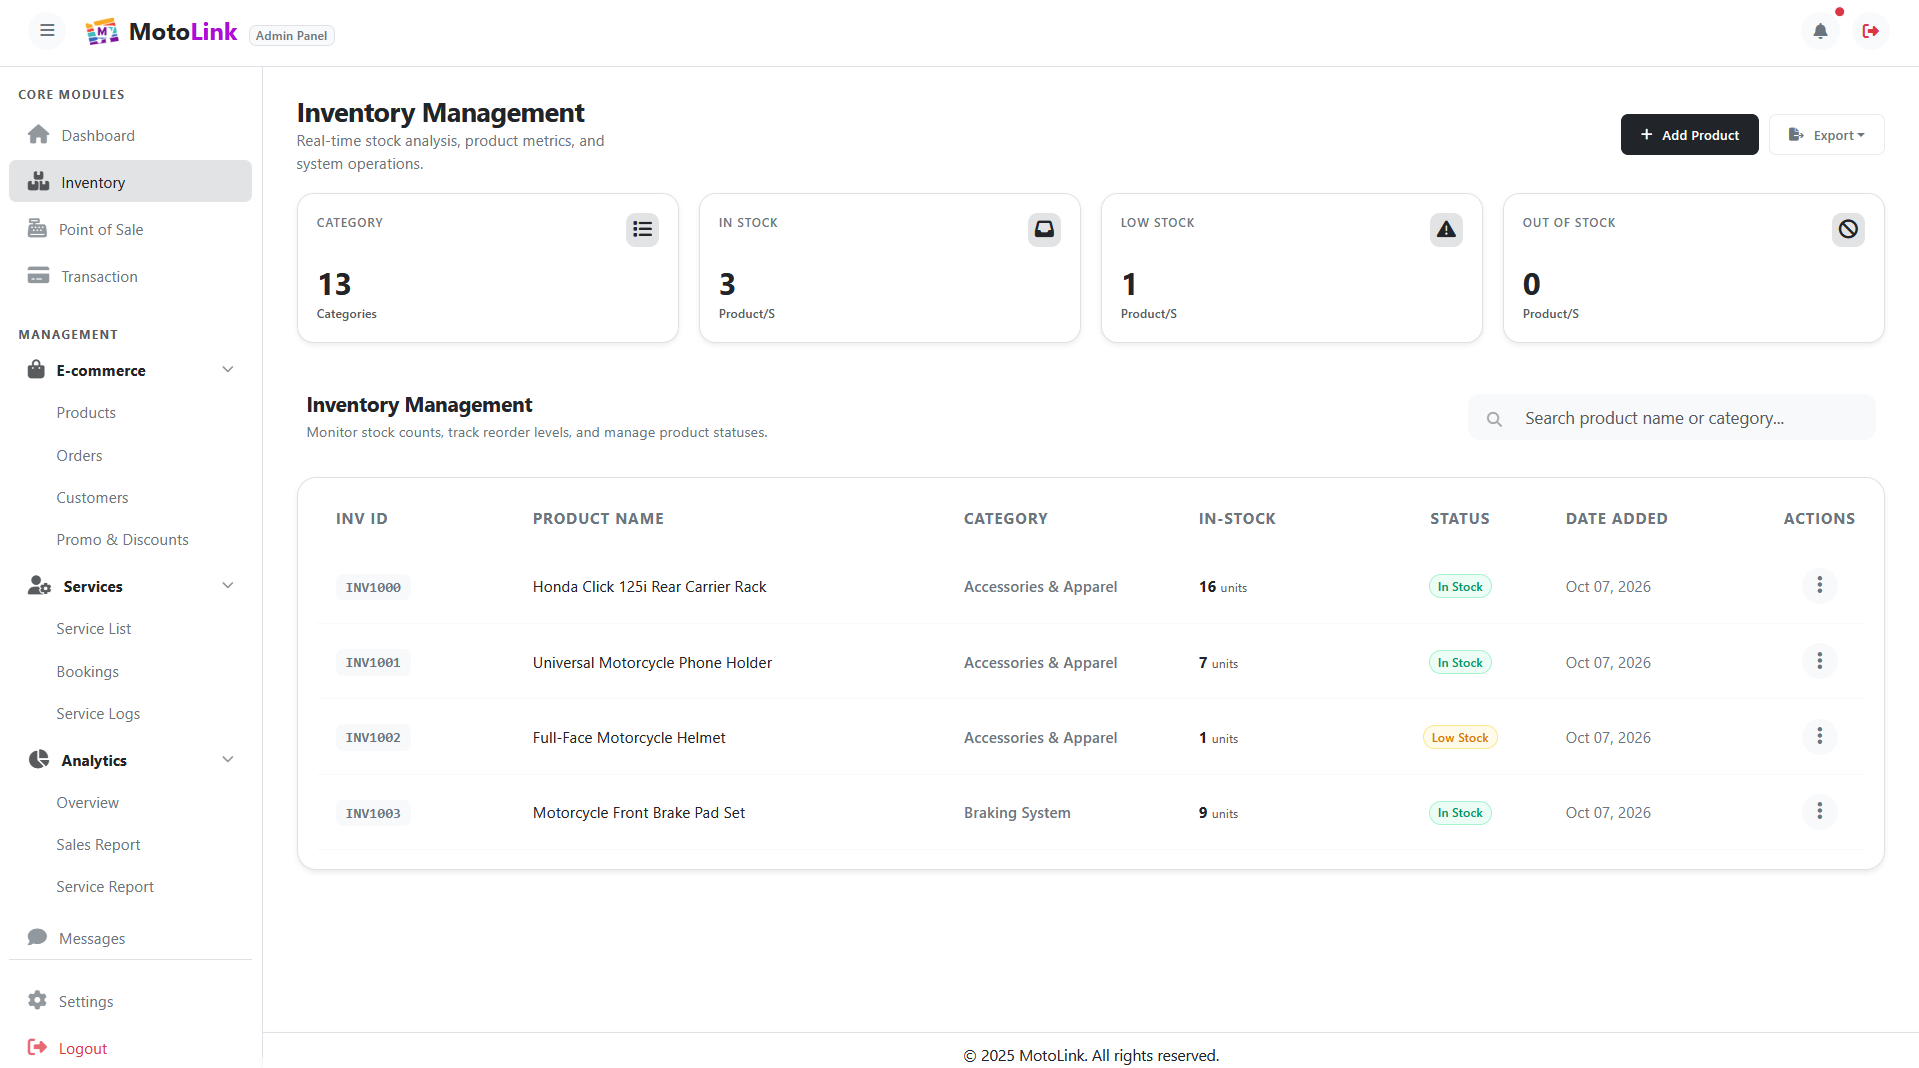 MotoLink Admin Panel
CORE MODULES
Dashboard
Inventory
Point of Sale
Transaction
MANAGEMENT
E-commerce
Products
Orders
Customers
Promo & Discounts
Services
Service List
Bookings
Service Logs
Analytics
Overview
Sales Report
Service Report
Messages
Settings
Logout
Inventory Management
Real-time stock analysis, product metrics, and
system operations.
Add Product
Export
CATEGORY
13
Categories
IN STOCK
3
Product/S
LOW STOCK
1
Product/S
OUT OF STOCK
0
Product/S
Inventory Management
Monitor stock counts, track reorder levels, and manage product statuses.
Search product name or category...
INV ID PRODUCT NAME CATEGORY IN-STOCK STATUS DATE ADDED ACTIONS
INV1000 Honda Click 125i Rear Carrier Rack Accessories & Apparel 16 units In Stock Oct 07, 2026
INV1001 Universal Motorcycle Phone Holder Accessories & Apparel 7 units In Stock Oct 07, 2026
INV1002 Full-Face Motorcycle Helmet Accessories & Apparel 1 units Low Stock Oct 07, 2026
INV1003 Motorcycle Front Brake Pad Set Braking System 9 units In Stock Oct 07, 2026
© 2025 MotoLink. All rights reserved.